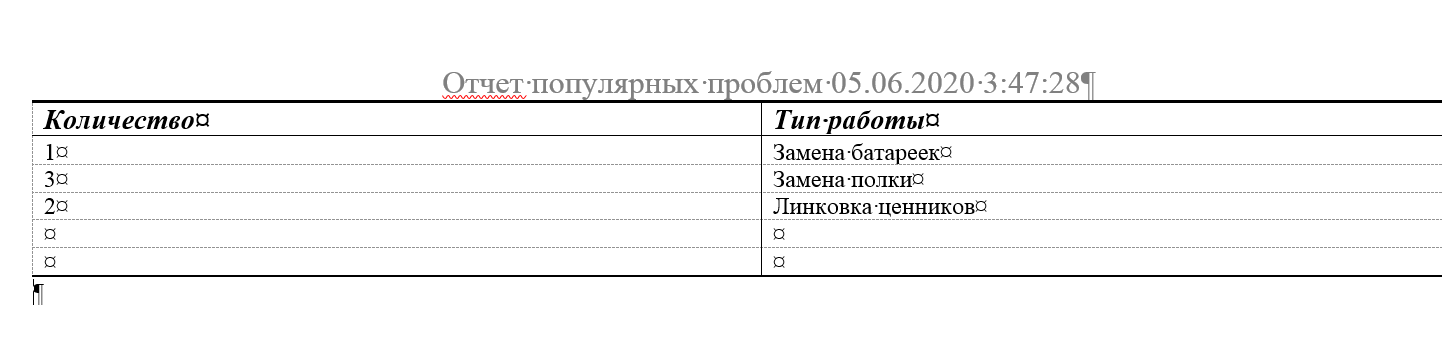 Отчет популярных проблем 05.06.2020 3:47:28¶
Количество¤ Тип работы¤
1¤ Замена батареек¤
3¤ Замена полки¤
2¤ Линковка ценников¤
¤ ¤
¤ ¤
¶